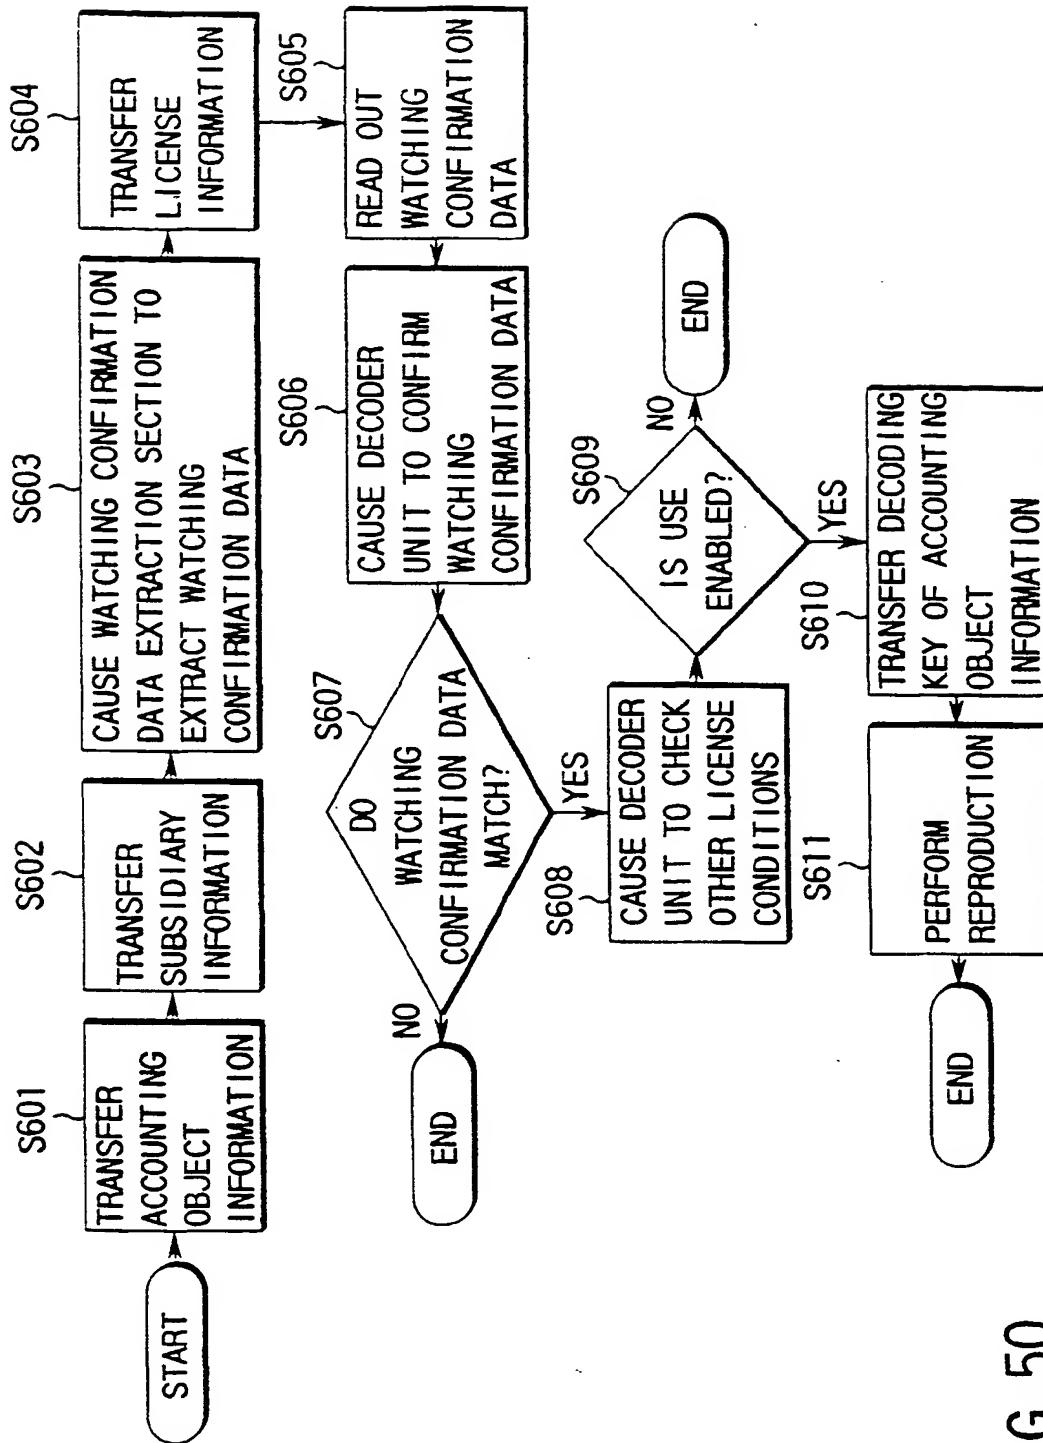 START
S601
TRANSFER
ACCOUNTING
OBJECT
INFORMATION
S602
TRANSFER
SUBSIDIARY
INFORMATION
S603
CAUSE WATCHING CONFIRMATION
DATA EXTRACTION SECTION TO
EXTRACT WATCHING
CONFIRMATION DATA
S604
TRANSFER
LICENSE
INFORMATION
S605
READ OUT
WATCHING
CONFIRMATION
DATA
S606
CAUSE DECODER
UNIT TO CONFIRM
WATCHING
CONFIRMATION DATA
S607
DO
WATCHING
CONFIRMATION DATA
MATCH?
NO
END
YES
S608
CAUSE DECODER
UNIT TO CHECK
OTHER LICENSE
CONDITIONS
S609
IS USE
ENABLED?
NO
END
YES
S610
TRANSFER DECODING
KEY OF ACCOUNTING
OBJECT
INFORMATION
S611
PERFORM
REPRODUCTION
END
G. 50